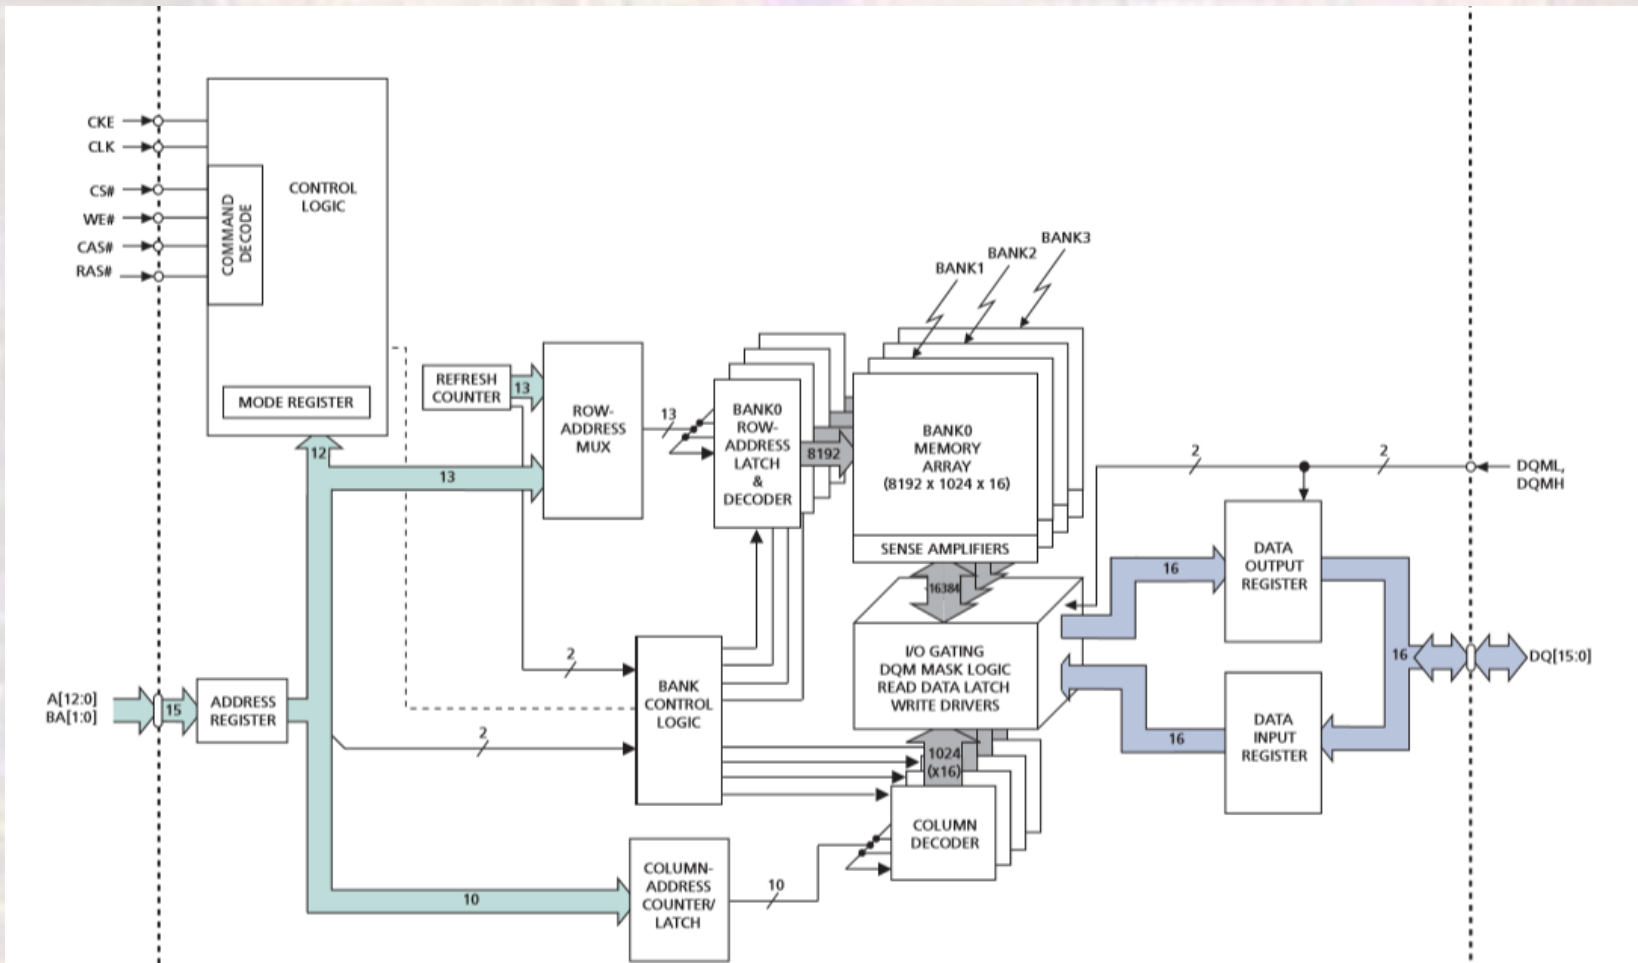 CKE
CLK
CS#
WE#
CAS#
RAS#
COMMAND
DECODE
CONTROL
LOGIC
MODE REGISTER
12
13
REFRESH
COUNTER
13
ROW-
ADDRESS
MUX
13
BANK0
ROW-
ADDRESS
LATCH
&
DECODER
8192
BANK1
BANK2
BANK3
BANK0
MEMORY
ARRAY
(8192 x 1024 x 16)
SENSE AMPLIFIERS
16384
I/O GATING
DQM MASK LOGIC
READ DATA LATCH
WRITE DRIVERS
2
2
DQML,
DQMH
DATA
OUTPUT
REGISTER
16
16
DQ[15:0]
DATA
INPUT
REGISTER
16
A[12:0]
BA[1:0]
15
ADDRESS
REGISTER
2
2
BANK
CONTROL
LOGIC
1024
(x16)
COLUMN
DECODER
10
COLUMN-
ADDRESS
COUNTER/
LATCH
10